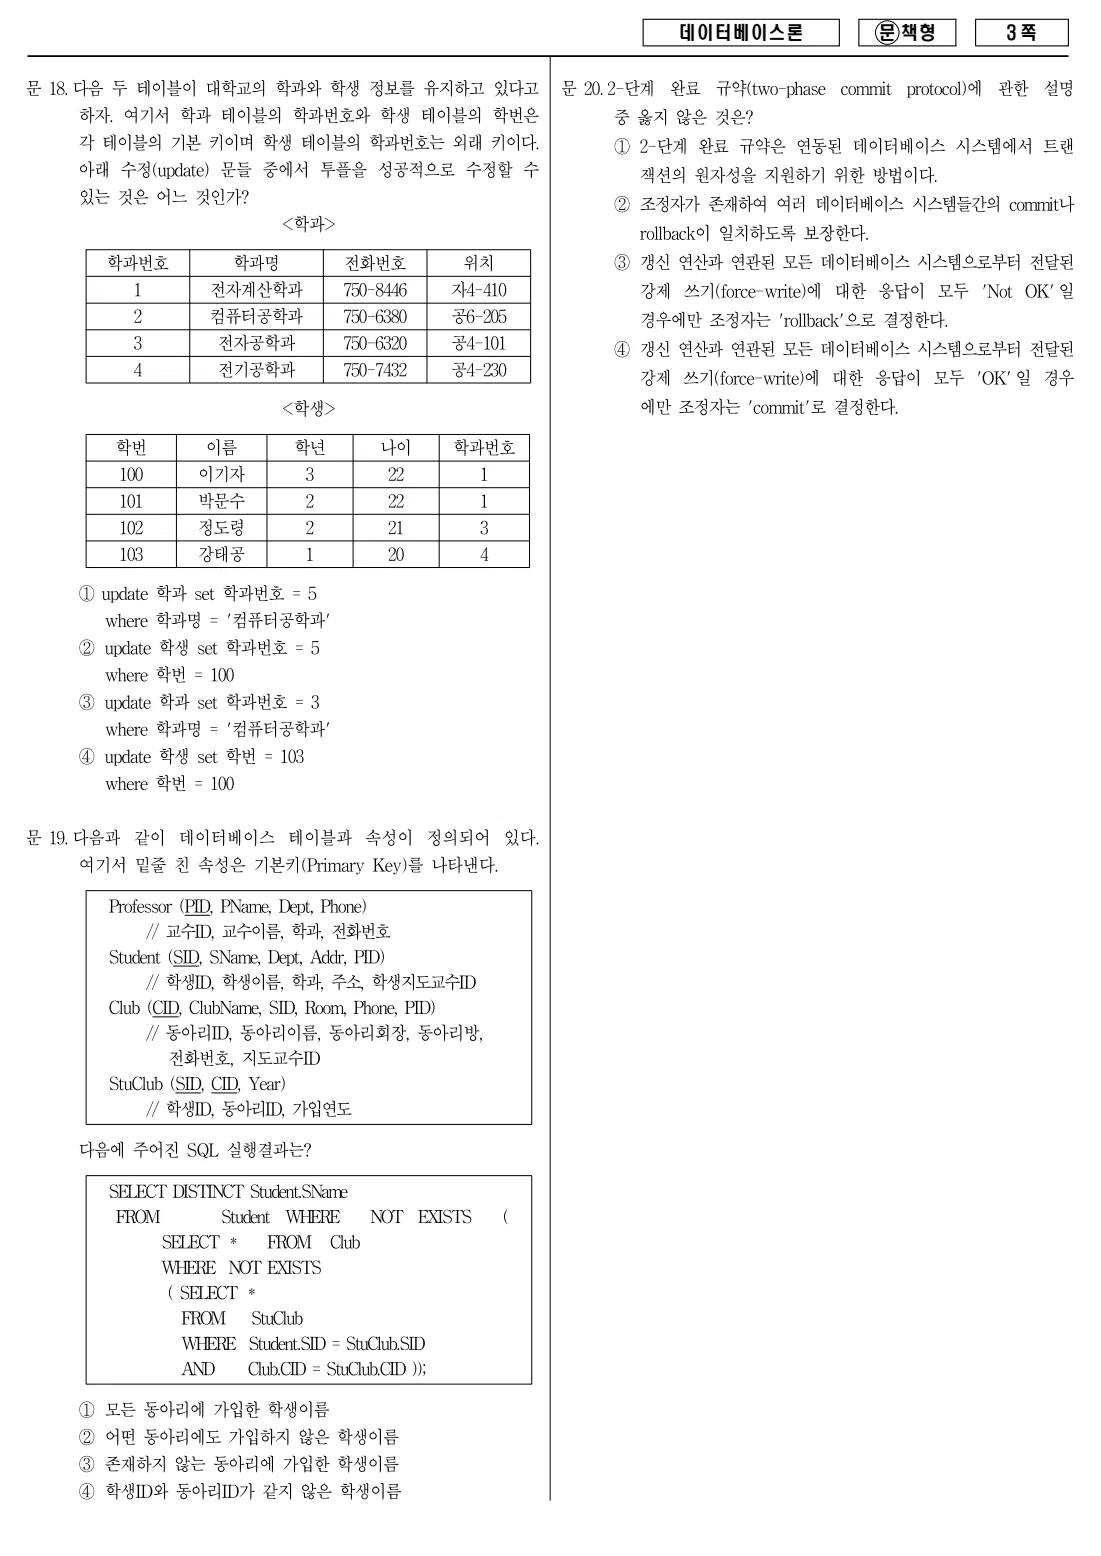 데이터베이스론
문책형
3쪽
문 18. 다음 두 테이블이 대학교의 학과와 학생 정보를 유지하고 있다고
하자. 여기서 학과 테이블의 학과번호와 학생 테이블의 학번은
각 테이블의 기본 키이며 학생 테이블의 학과번호는 외래 키이다.
아래 수정(update) 문들 중에서 투플을 성공적으로 수정할 수
있는 것은 어느 것인가?
<학과>
학과번호 학과명 전화번호 위치
1 전자계산학과 750-8446 자4-410
2 컴퓨터공학과 750-6380 공6-205
3 전자공학과 750-6320 공4-101
4 전기공학과 750-7432 공4-230
<학생>
학번 이름 학년 나이 학과번호
100 이기자 3 22 1
101 박문수 2 22 1
102 정도령 2 21 3
103 강태공 1 20 4
① update 학과 set 학과번호 = 5
where 학과명 = '컴퓨터공학과'
② update 학생 set 학과번호 = 5
where 학번 = 100
③ update 학과 set 학과번호 = 3
where 학과명 = '컴퓨터공학과'
④ update 학생 set 학번 = 103
where 학번 = 100
문 19. 다음과 같이 데이터베이스 테이블과 속성이 정의되어 있다.
여기서 밑줄 친 속성은 기본키(Primary Key)를 나타낸다.
Professor (PID, PName, Dept, Phone)
// 교수ID, 교수이름, 학과, 전화번호
Student (SID, SName, Dept, Addr, PID)
// 학생ID, 학생이름, 학과, 주소, 학생지도교수ID
Club (CID, ClubName, SID, Room, Phone, PID)
// 동아리ID, 동아리이름, 동아리회장, 동아리방,
전화번호, 지도교수ID
StuClub (SID, CID, Year)
// 학생ID, 동아리ID, 가입연도
다음에 주어진 SQL 실행결과는?
SELECT DISTINCT Student.SName
FROM Student WHERE NOT EXISTS (
SELECT * FROM Club
WHERE NOT EXISTS
( SELECT *
FROM StuClub
WHERE Student.SID = StuClub.SID
AND Club.CID = StuClub.CID ));
① 모든 동아리에 가입한 학생이름
② 어떤 동아리에도 가입하지 않은 학생이름
③ 존재하지 않는 동아리에 가입한 학생이름
④ 학생ID와 동아리ID가 같지 않은 학생이름
문 20. 2-단계 완료 규약(two-phase commit protocol)에 관한 설명
중 옳지 않은 것은?
① 2-단계 완료 규약은 연동된 데이터베이스 시스템에서 트랜
잭션의 원자성을 지원하기 위한 방법이다.
② 조정자가 존재하여 여러 데이터베이스 시스템들간의 commit나
rollback이 일치하도록 보장한다.
③ 갱신 연산과 연관된 모든 데이터베이스 시스템으로부터 전달된
강제 쓰기(force-write)에 대한 응답이 모두 'Not OK'일
경우에만 조정자는 'rollback'으로 결정한다.
④ 갱신 연산과 연관된 모든 데이터베이스 시스템으로부터 전달된
강제 쓰기(force-write)에 대한 응답이 모두 'OK'일 경우
에만 조정자는 'commit'로 결정한다.